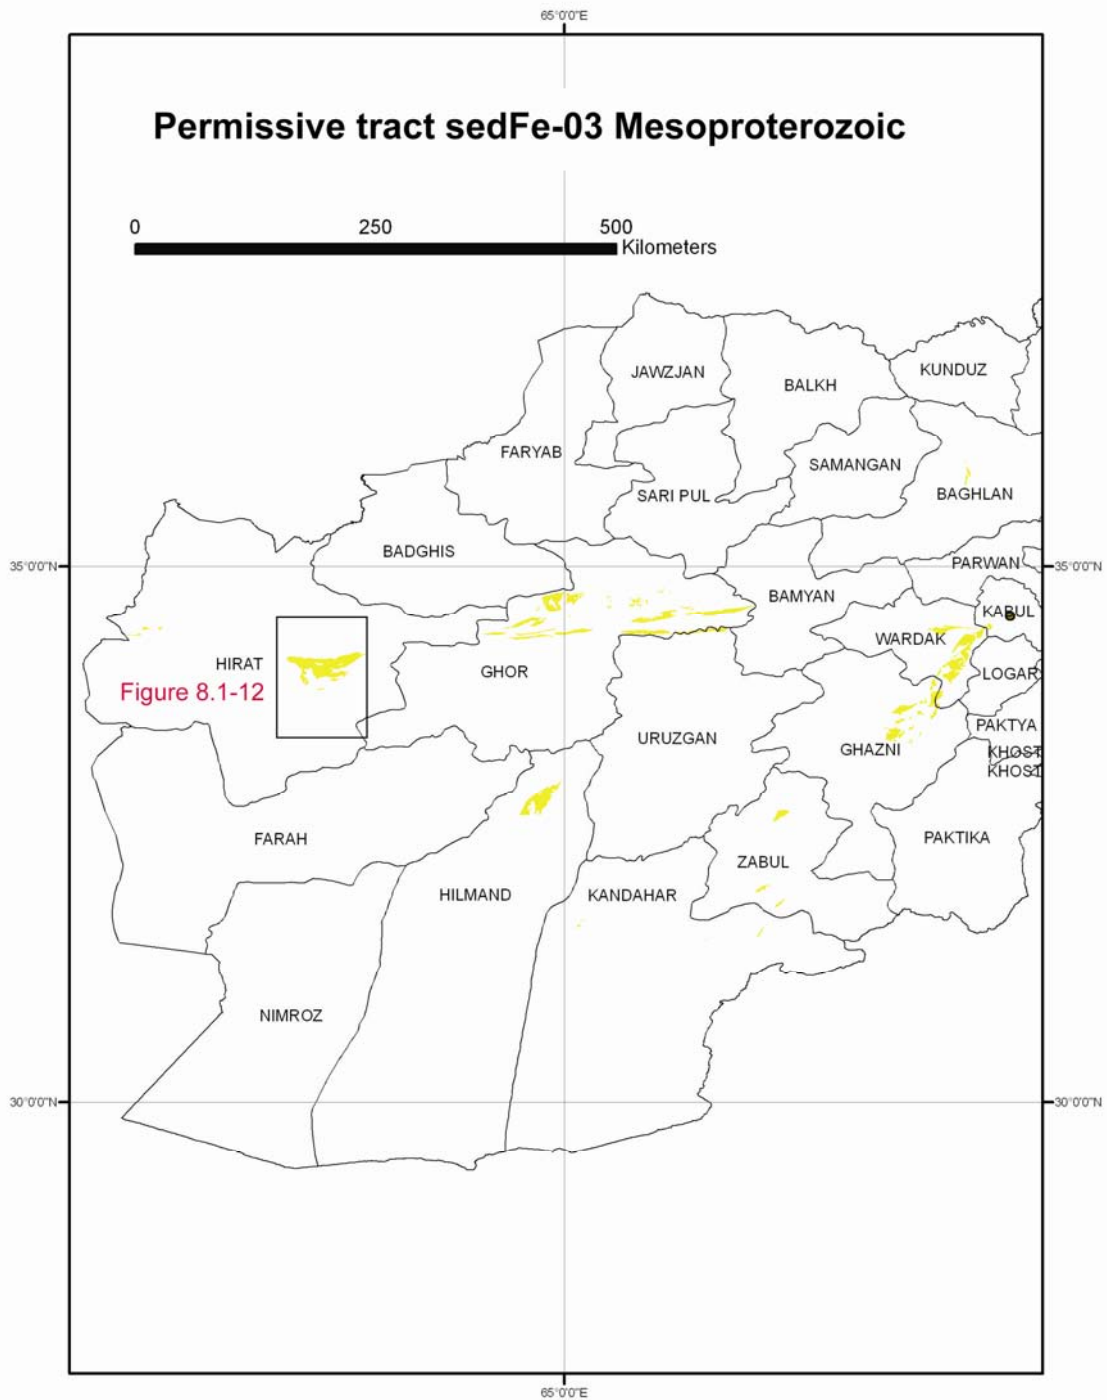 65°0'0"E
Permissive tract sedFe-03 Mesoproterozoic
0 250 500
Kilometers
JAWZJAN
BALKH
KUNDUZ
FARYAB
SAMANGAN
SARI PUL
BAGHLAN
BADGHIS
35°0'0"N
PARWAN
35°0'0"N
BAMYAN
KABUL
WARDAK
HIRAT
GHOR
LOGAR
Figure 8.1-12
PAKTYA
URUZGAN
GHAZNI
KHOST
KHOST
FARAH
PAKTIKA
ZABUL
HILMAND
KANDAHAR
NIMROZ
30°0'0"N
30°0'0"N
65°0'0"E